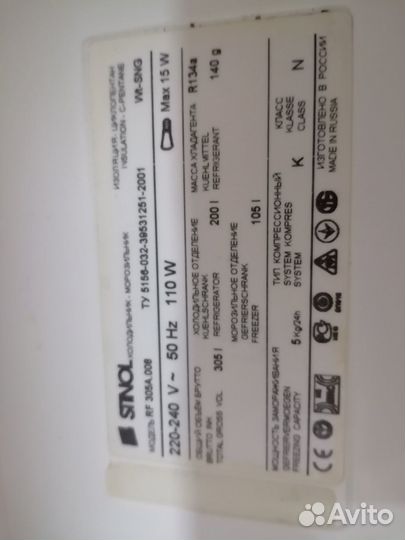 STINOL
ХОЛОДИЛЬНИК - МОРОЗИЛЬНИК
ИЗОЛЯЦИЯ: ЦИКЛОПЕНТАН
INSULATION - C-PENTANE
МОДЕЛЬ RF 305A.008
ТУ 5156-032-39531251-2001
Wt-SNG
220-240 V ~ 50 Hz 110 W
Max 15 W
ОБЩИЙ ОБЪЕМ БРУТТО
BRUTTO INH
TOTAL GROSS VOL
305 l
ХОЛОДИЛЬНОЕ ОТДЕЛЕНИЕ
KUEHLSCHRANK
REFRIGERATOR
200 l
МОРОЗИЛЬНОЕ ОТДЕЛЕНИЕ
GEFRIERSCHRANK
FREEZER
105 l
МАССА ХЛАДАГЕНТА
KUEHLMITTEL
REFRIGERANT
R134a
140 g
МОЩНОСТЬ ЗАМОРАЖИВАНИЯ
GEFRIERVERMOEGEN
FREEZING CAPACITY
5 Kg/24h
ТИП КОМПРЕССИОННЫЙ
SYSTEM KOMPRES
SYSTEM
K
КЛАСС
KLASSE
CLASS
N
CE
ИЗГОТОВЛЕНО В РОССИИ
MADE IN RUSSIA
Avito